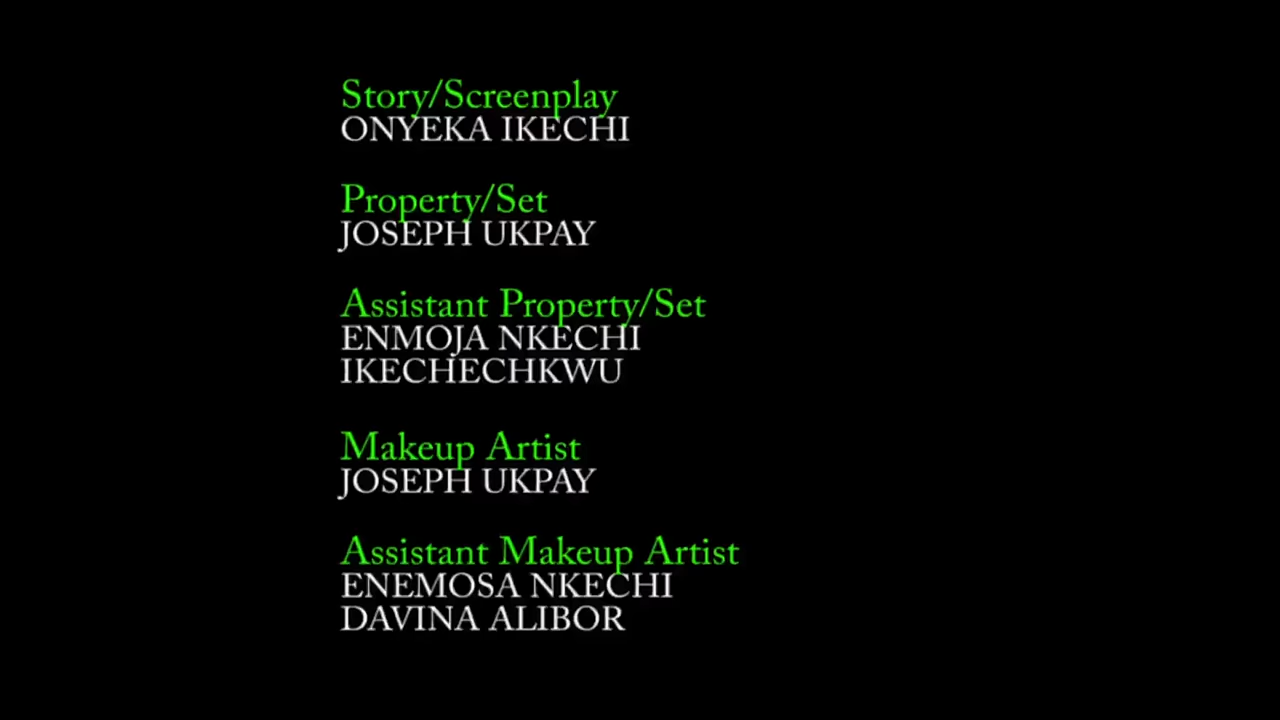 Story/Screenplay
ONYEKA IKECHI
Property/Set
JOSEPH UKPAY
Assistant Property/Set
ENMOJA NKECHI
IKECHECHKWU
Makeup Artist
JOSEPH UKPAY
Assistant Makeup Artist
ENEMOSA NKECHI
DAVINA ALIBOR